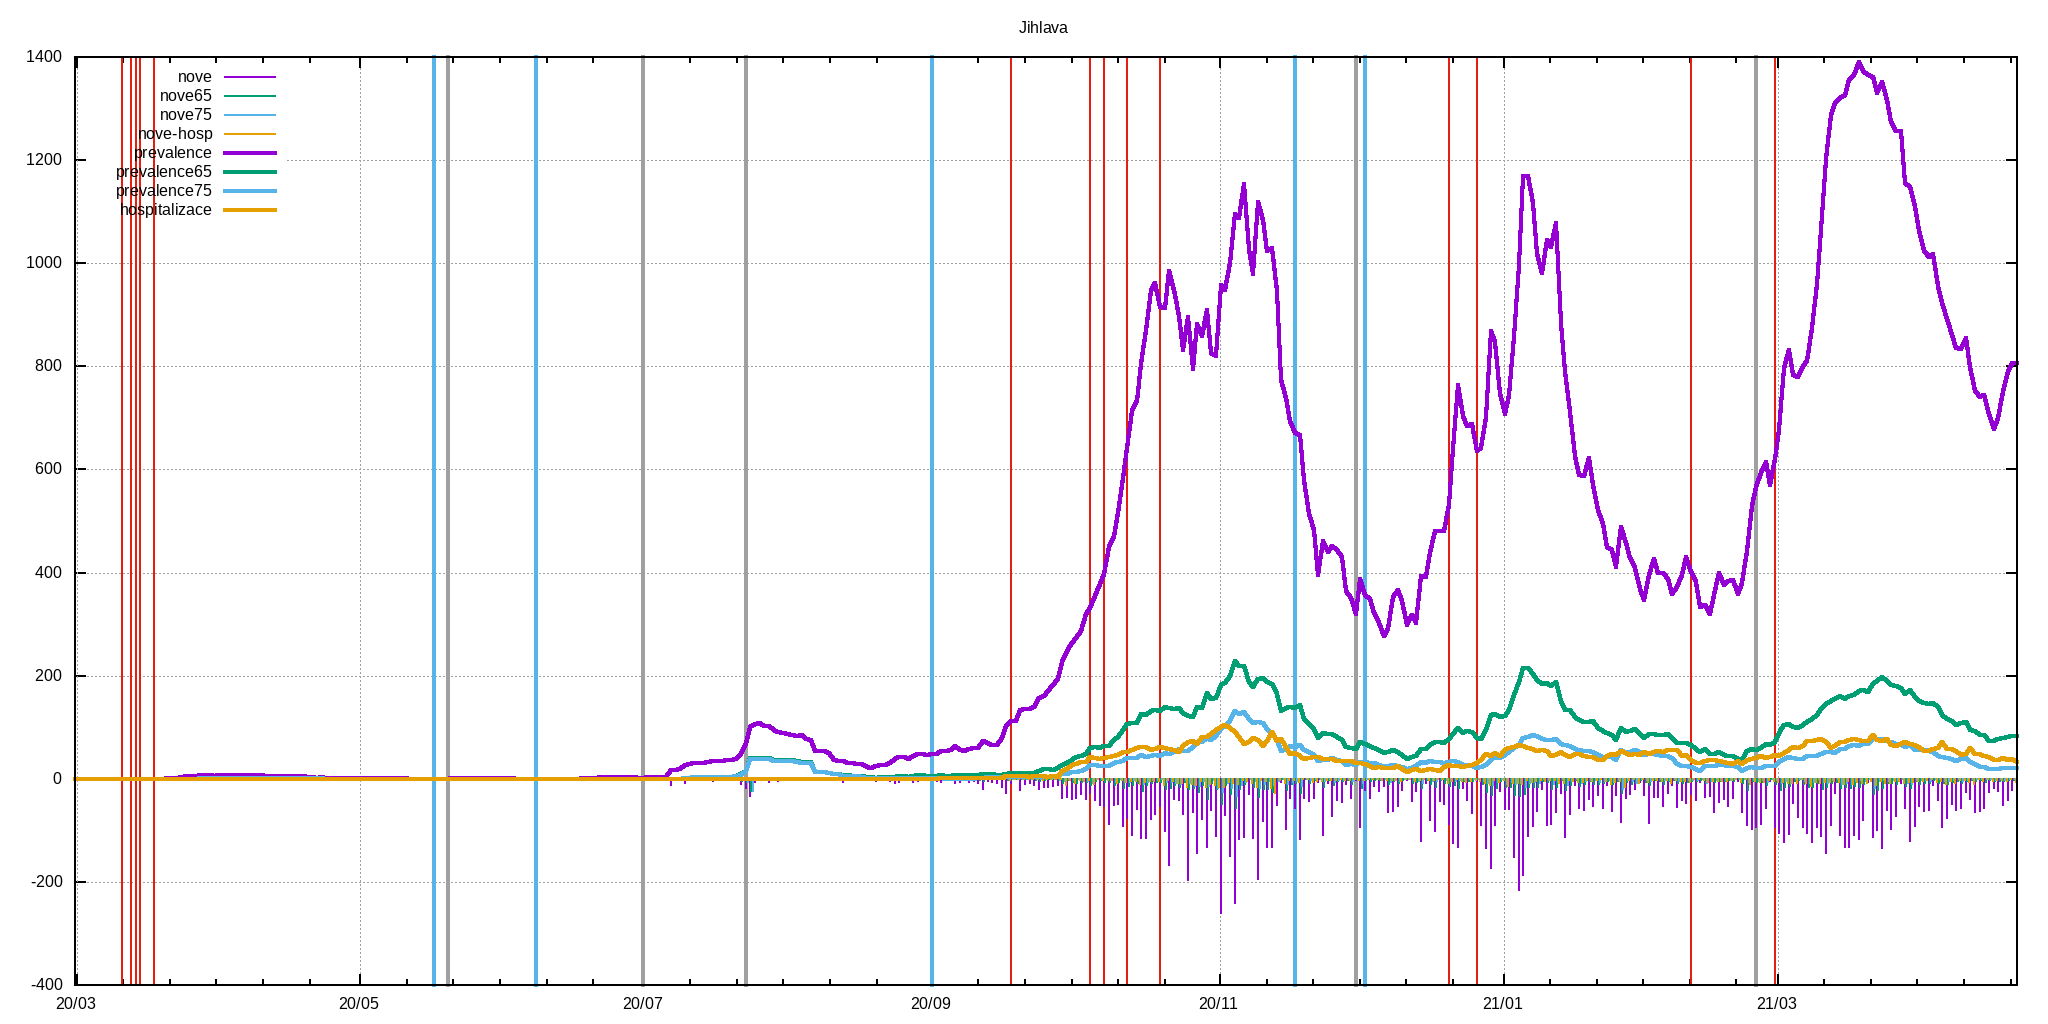 Jihlava
1400
1200
1000
800
600
400
200
0
-200
-400
nove
nove65
nove75
nove-hosp
prevalence
prevalence65
prevalence75
hospitalizace
20/03 20/05 20/07 20/09 20/11 21/01 21/03